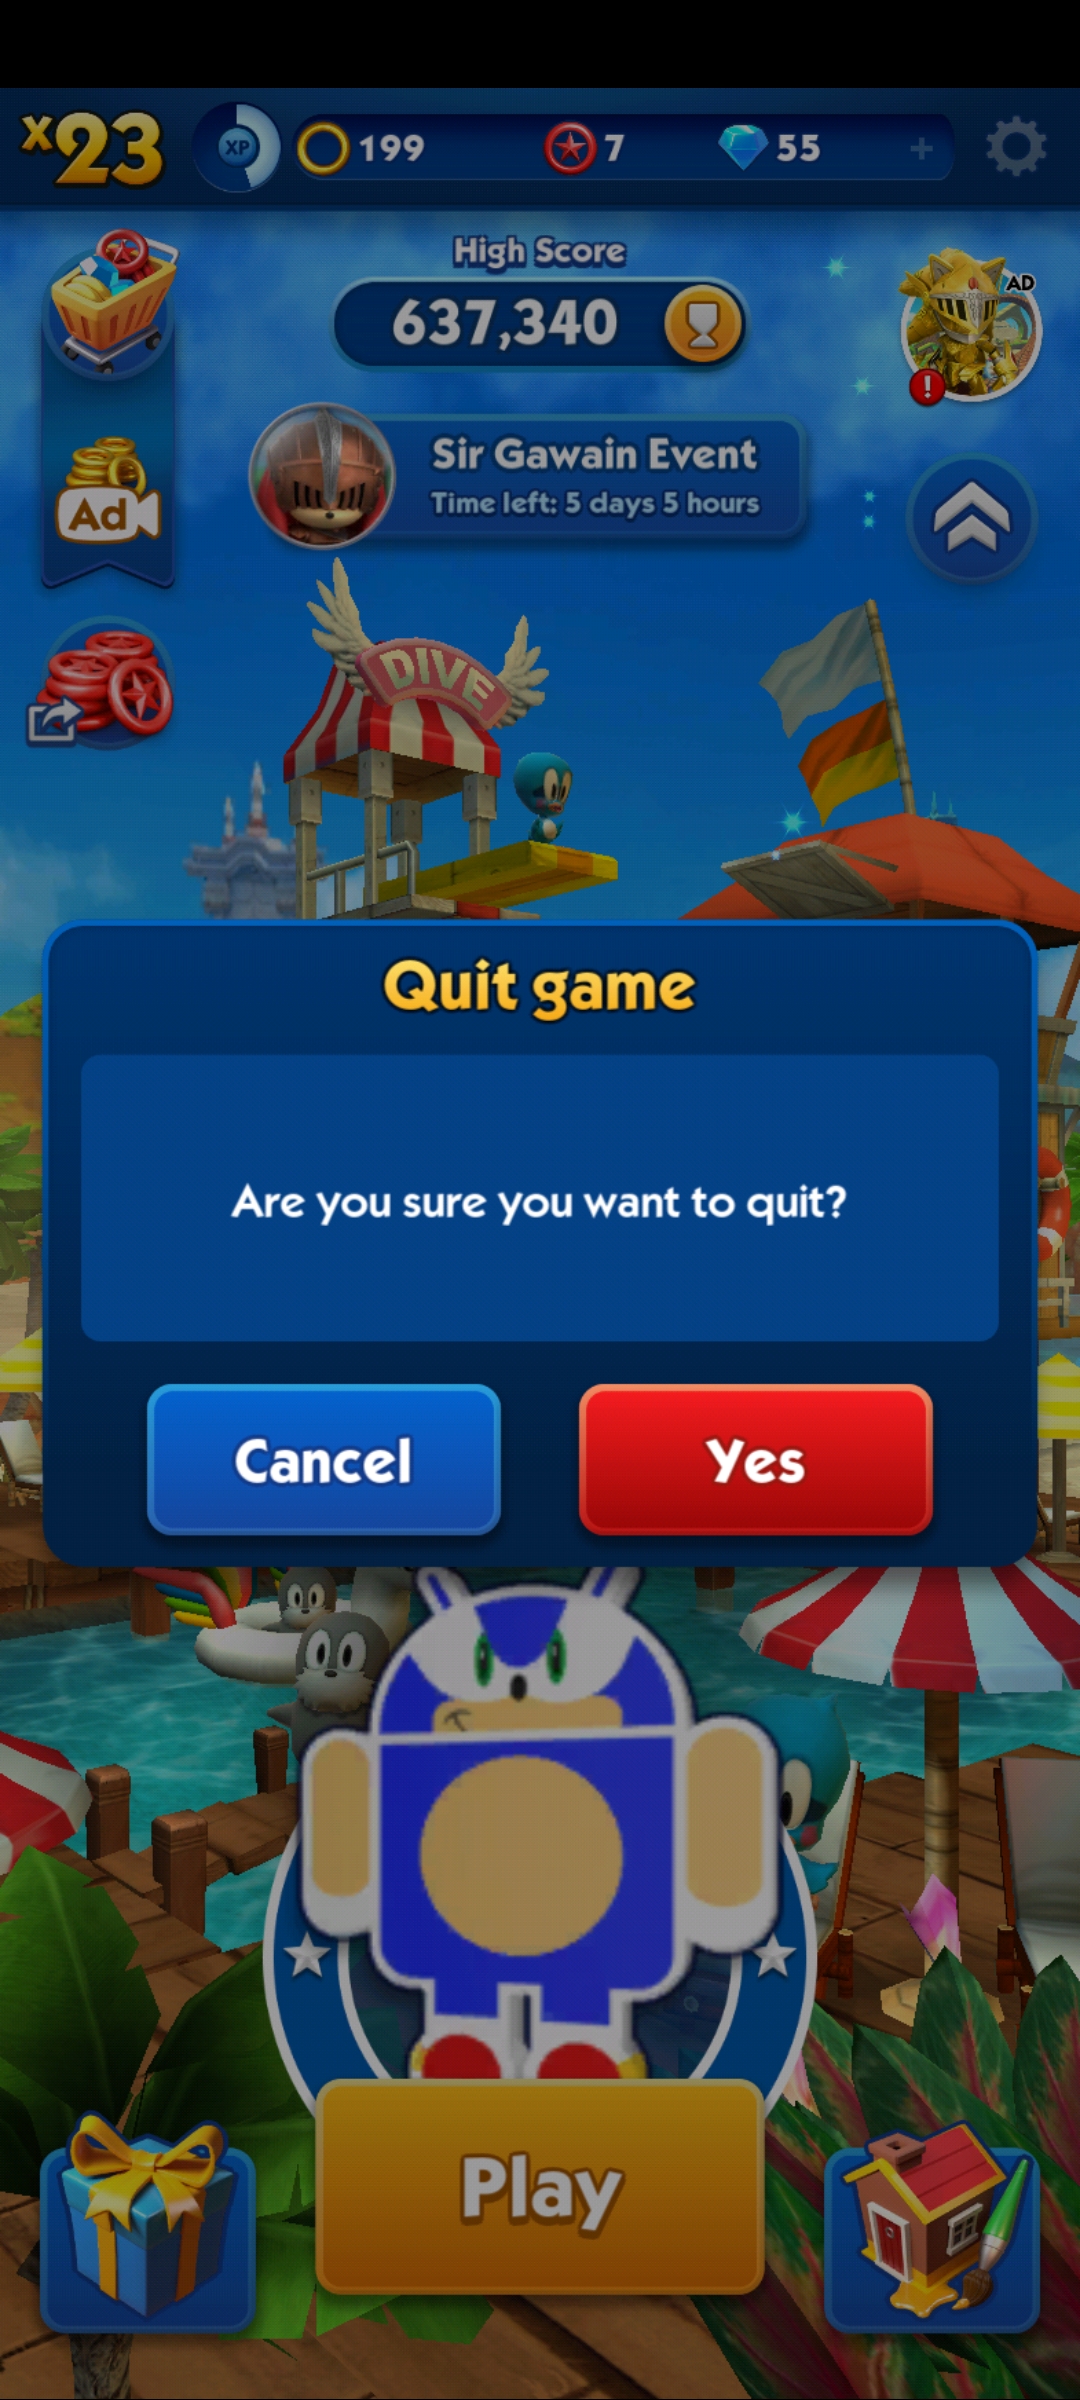 x23
XP
199
7
55
+
High Score
637,340
AD
!
Sir Gawain Event
Time left: 5 days 5 hours
Ad
DIVE
Quit game
Are you sure you want to quit?
Cancel
Yes
Play